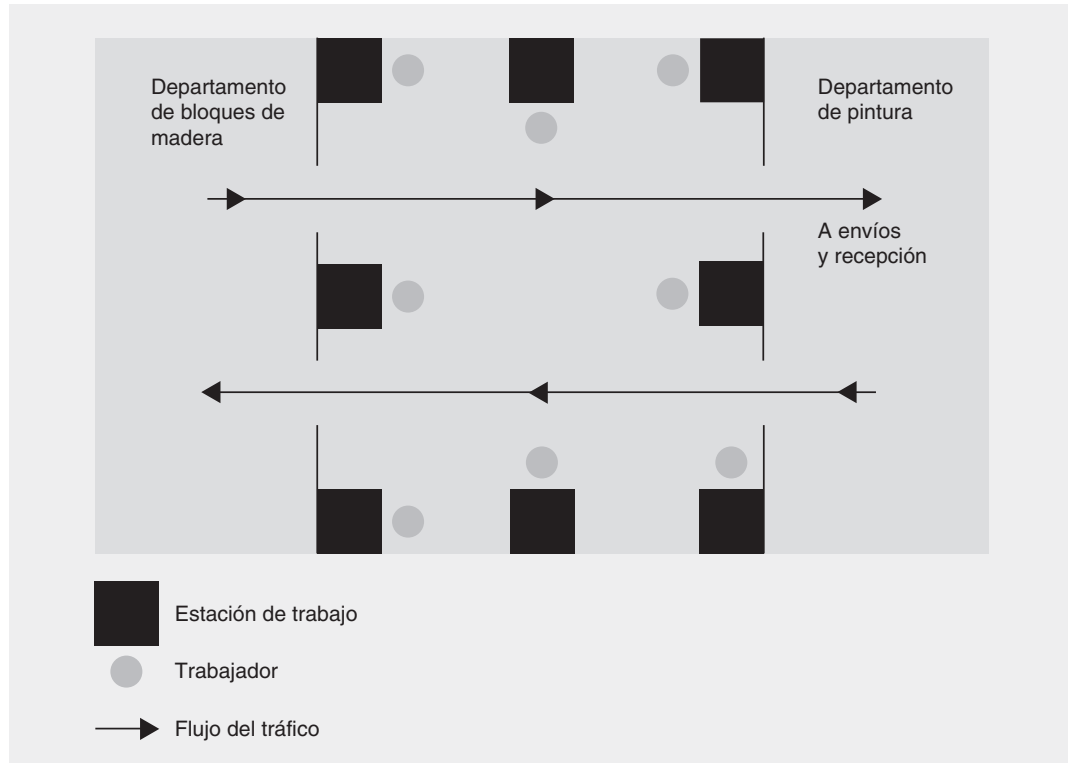 Departamento
de bloques de
madera
Departamento
de pintura
A envíos
y recepción
Estación de trabajo
Trabajador
Flujo del tráfico